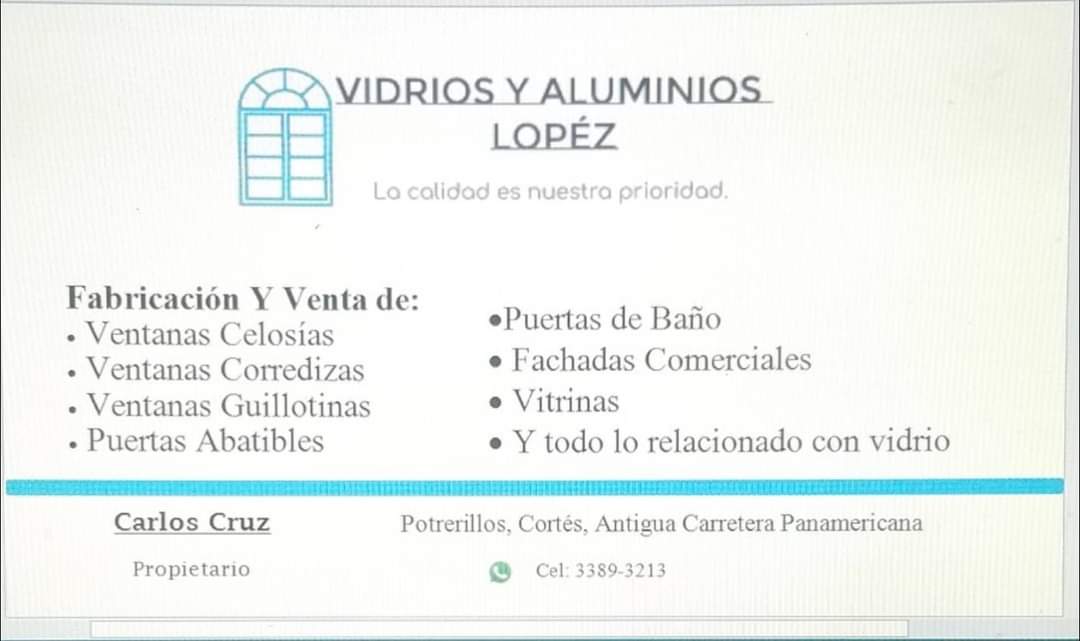 VIDRIOS Y ALUMINIOS
LOPÉZ
La calidad es nuestra prioridad.
Fabricación Y Venta de:
• Ventanas Celosías
• Ventanas Corredizas
• Ventanas Guillotinas
• Puertas Abatibles
•Puertas de Baño
• Fachadas Comerciales
• Vitrinas
• Y todo lo relacionado con vidrio
Carlos Cruz
Propietario
Potrerillos, Cortés, Antigua Carretera Panamericana
Cel: 3389-3213